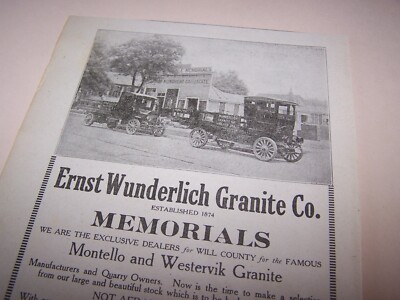 Ernst Wunderlich Granite Co.
ESTABLISHED 1874
MEMORIALS
WE ARE THE EXCLUSIVE DEALERS for WILL COUNTY for the FAMOUS
Montello and Westervik Granite
Manufacturers and Quarry Owners. Now is the time to make a selection
from our large and beautiful stock which is to be